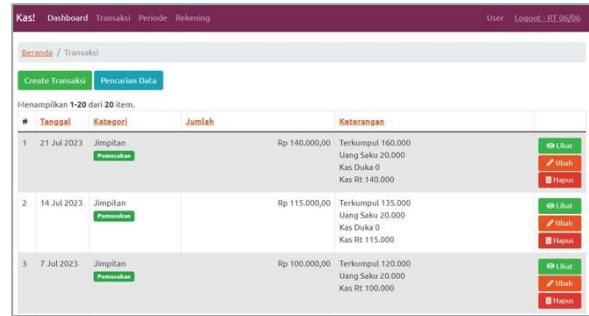 Kas! Dashboard Transaksi Periode Rekening User Logout - RT 06/06
Beranda / Transaksi
Create Transaksi Pencarian Data
Menampilkan 1-20 dari 20 item.
# Tanggal Kategori Jumlah Keterangan
1 21 Jul 2023 Jimpitan Rp 140.000,00 Terkumpul 160.000 Lihat
Pemasukan Uang Saku 20.000 Ubah
Kas Duka 0
Kas Rt 140.000 Hapus
2 14 Jul 2023 Jimpitan Rp 115.000,00 Terkumpul 135.000 Lihat
Pemasukan Uang Saku 20.000 Ubah
Kas Duka 0
Kas Rt 115.000 Hapus
3 7 Jul 2023 Jimpitan Rp 100.000,00 Terkumpul 120.000 Lihat
Pemasukan Uang Saku 20.000 Ubah
Kas Rt 100.000 Hapus